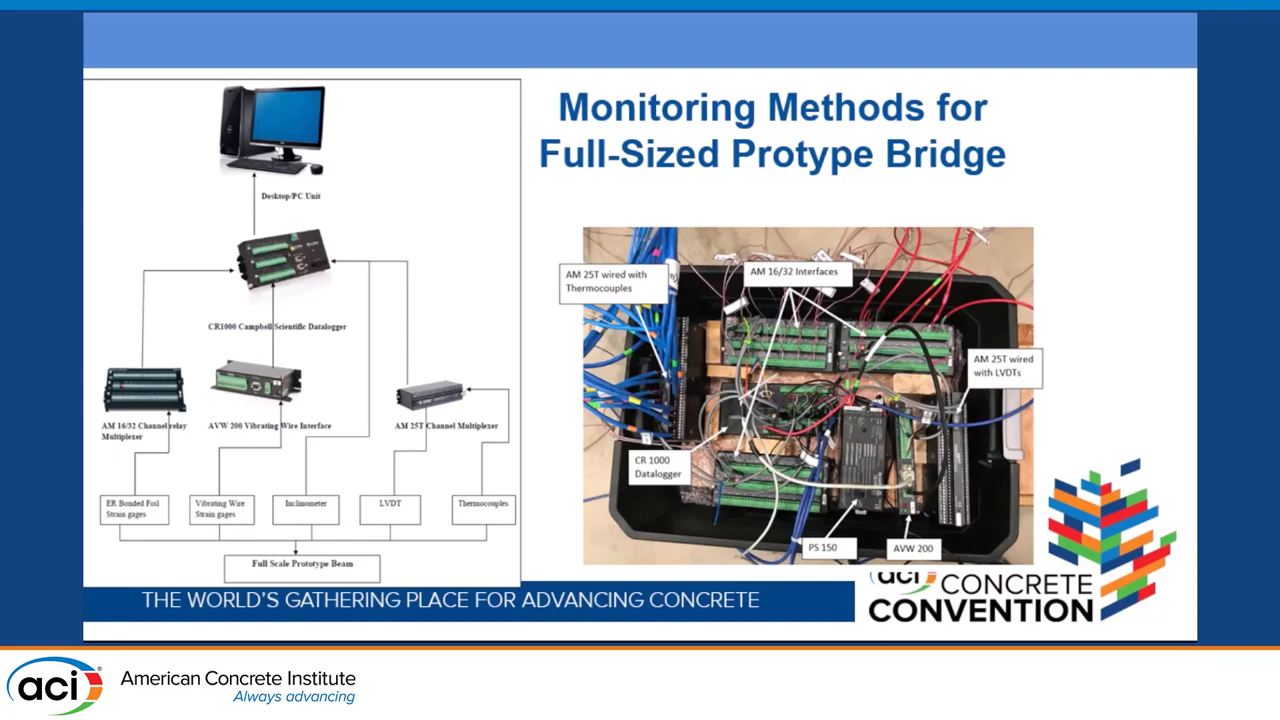 Monitoring Methods for
Full-Sized Protype Bridge
Desktop/PC Unit
CR1000 Campbell Scientific Datalogger
AM 16/32 Channel relay
Multiplexer
AVW 200 Vibrating Wire Interface
AM 25T Channel Multiplexer
ER Bonded Foil
Strain gages
Vibrating Wire
Strain gages
Inclinometer
LVDT
Thermocouples
Full Scale Prototype Beam
AM 25T wired with
Thermocouples
AM 16/32 Interfaces
AM 25T wired
with LVDTs
CR 1000
Datalogger
PS 150
AVW 200
THE WORLD'S GATHERING PLACE FOR ADVANCING CONCRETE
aci CONCRETE
CONVENTION
aci®
American Concrete Institute
Always advancing